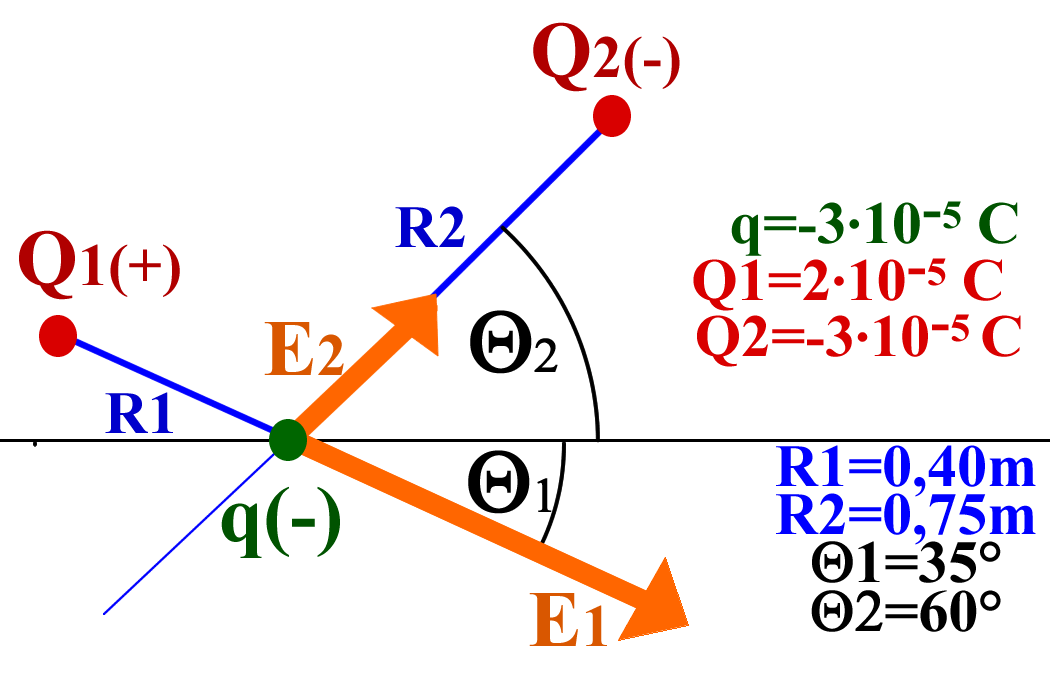 Q2(-)
R2
q=-3·10⁻⁵ C
Q1(+)
Q1=2·10⁻⁵ C
Q2=-3·10⁻⁵ C
E2
Θ2
R1
R1=0,40m
Θ1
R2=0,75m
q(-)
Θ1=35°
Θ2=60°
E1